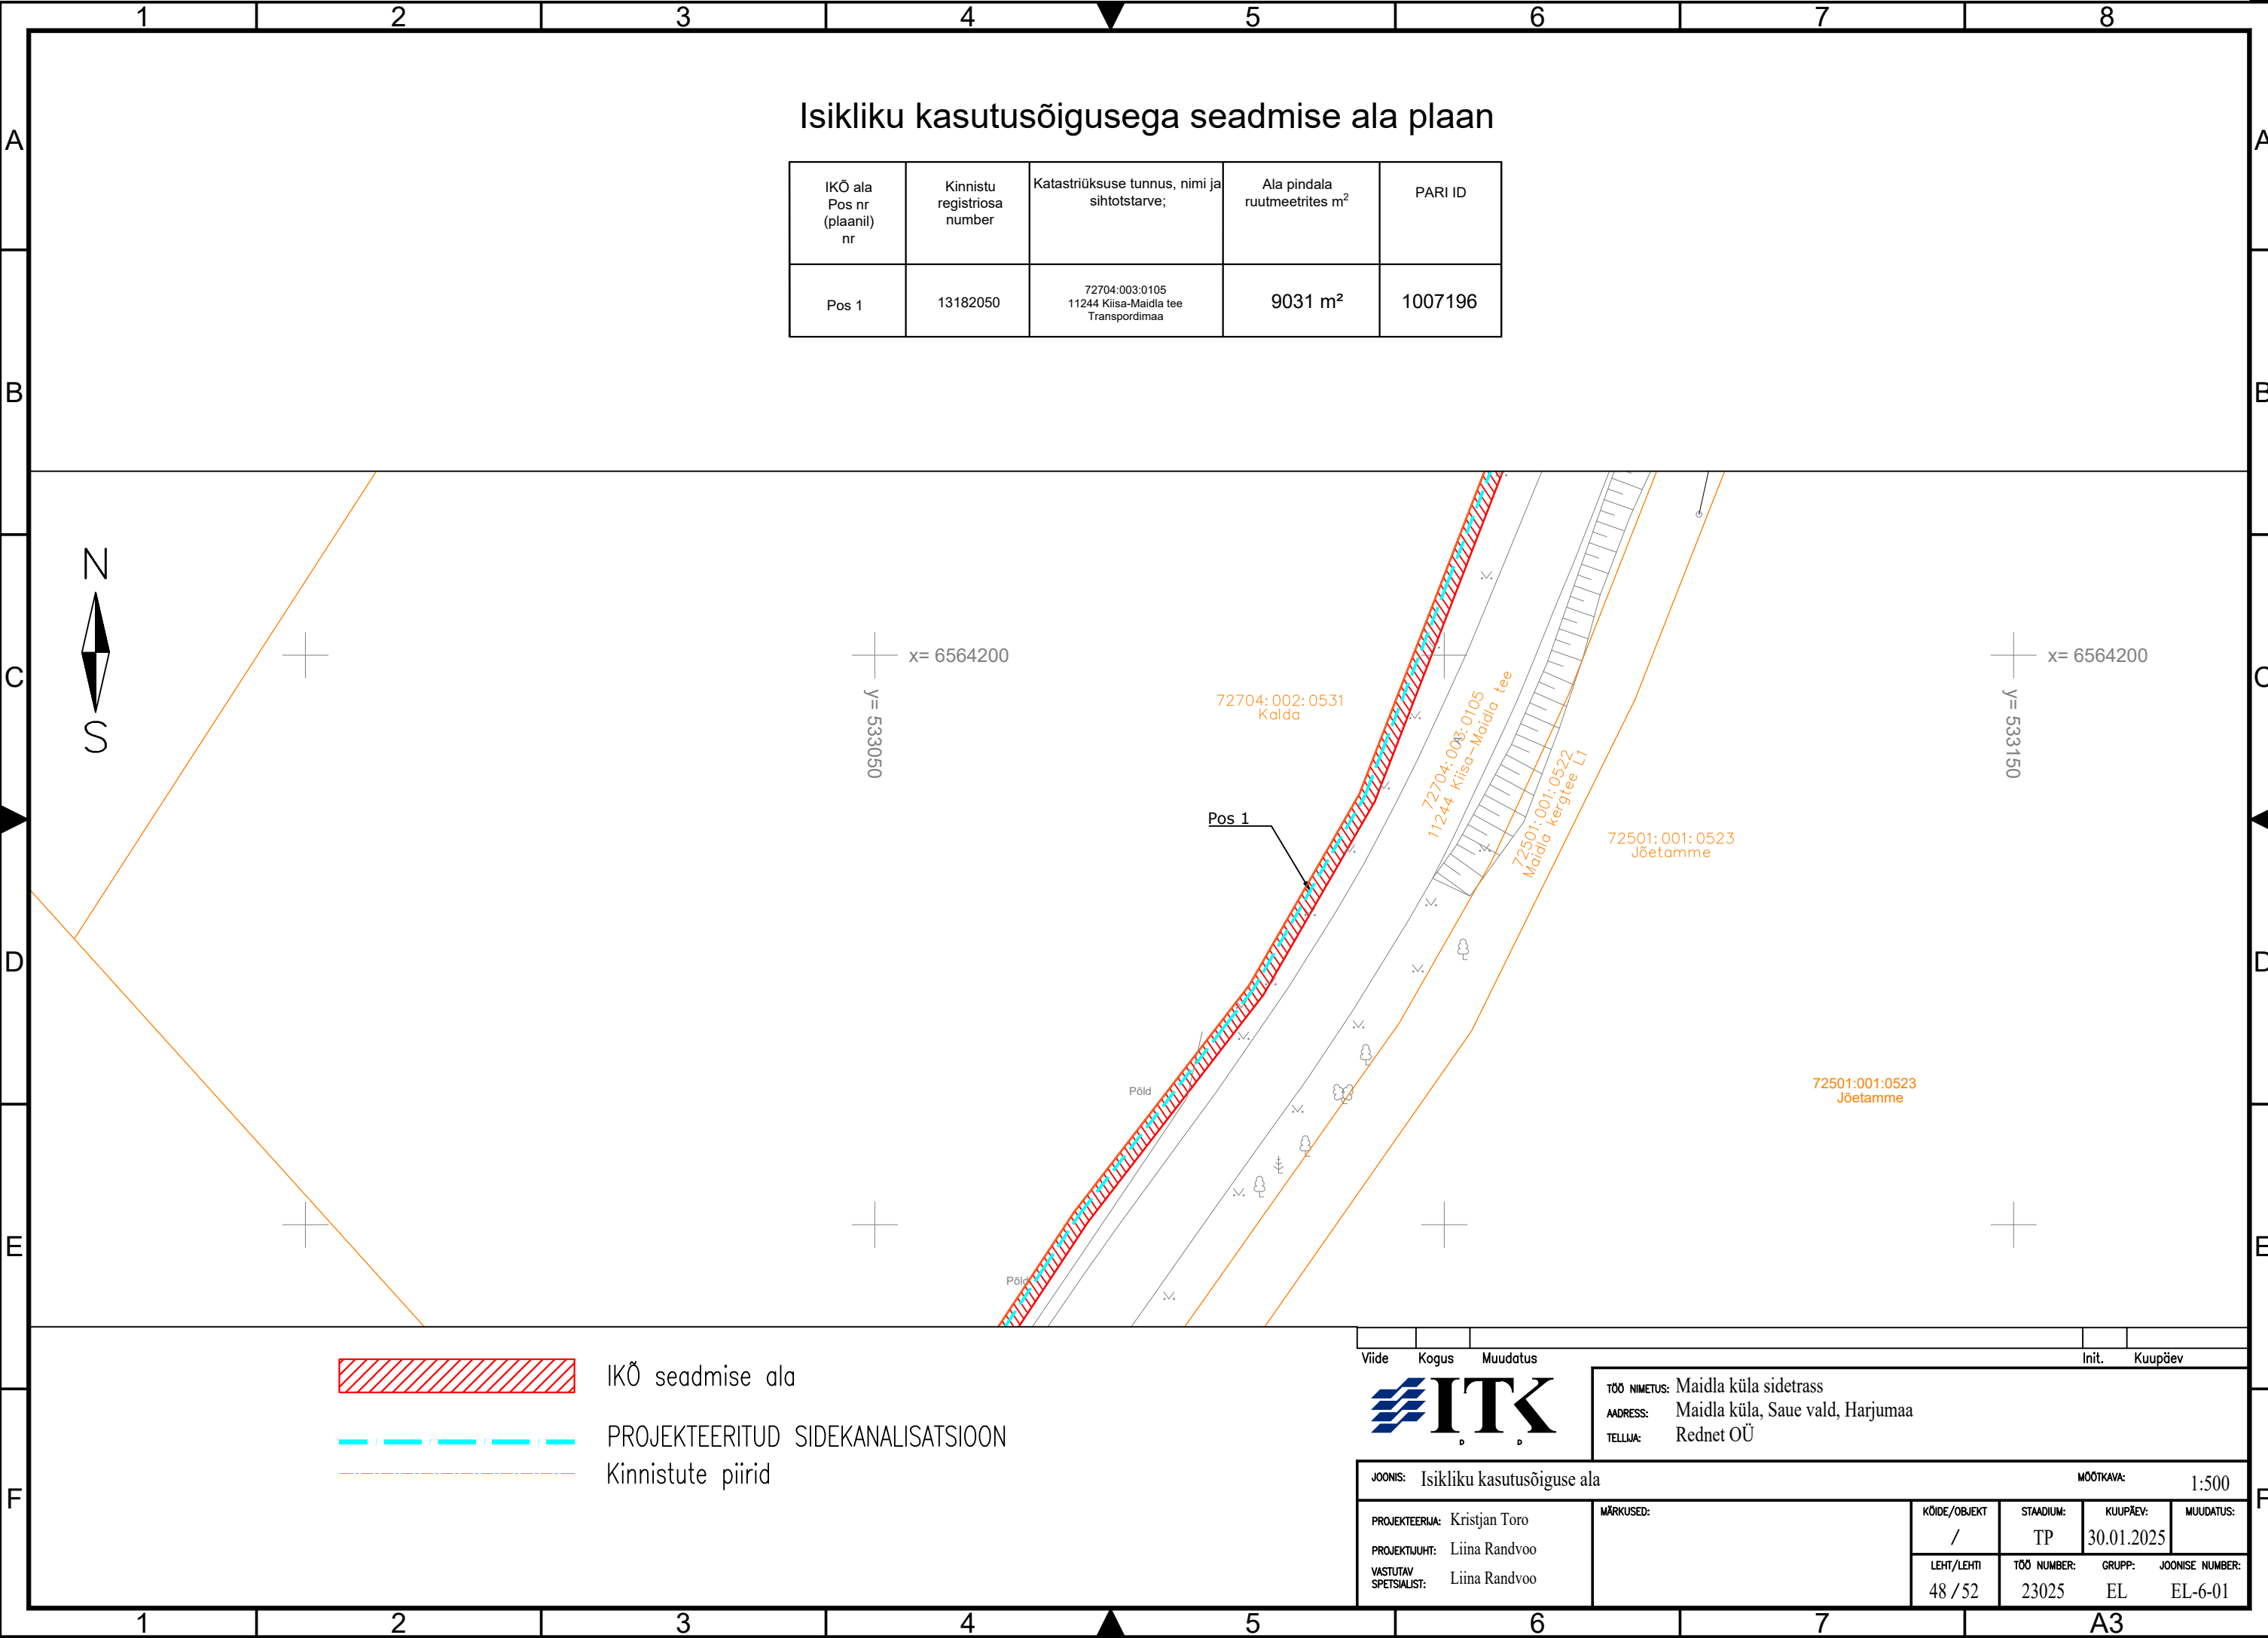 1 2 3 4 5 6 7 8
A A
B B
C C
D D
E E
F F
Isikliku kasutusõigusega seadmise ala plaan
IKÕ ala
Pos nr
(plaanil)
nr
Kinnistu
registriosa
number
Katastriüksuse tunnus, nimi ja
sihtotstarve;
Ala pindala
ruutmeetrites m²
PARI ID
Pos 1
13182050
72704:003:0105
11244 Kiisa-Maidla tee
Transpordimaa
9031 m²
1007196
N
S
x= 6564200
y= 533050
x= 6564200
y= 533150
72704:002:0531
Kalda
72704:003:0105
11244 Kiisa-Maidla tee
72501:001:0522
Maidla kergtee L1
72501:001:0523
Jõetamme
Pos 1
72501:001:0523
Jõetamme
Põld
Põld
IKÕ seadmise ala
PROJEKTEERITUD SIDEKANALISATSIOON
Kinnistute piirid
Viide Kogus Muudatus Init. Kuupäev
ITK
D D
TÖÖ NIMETUS: Maidla küla sidetrass
AADRESS: Maidla küla, Saue vald, Harjumaa
TELLIJA: Rednet OÜ
JOONIS: Isikliku kasutusõiguse ala
MÕÕTKAVA: 1:500
PROJEKTEERIJA: Kristjan Toro
PROJEKTIJUHT: Liina Randvoo
VASTUTAV
SPETSIALIST: Liina Randvoo
MÄRKUSED:
KÖIDE/OBJEKT STAADIUM: KUUPÄEV: MUUDATUS:
/ TP 30.01.2025
LEHT/LEHTI TÖÖ NUMBER: GRUPP: JOONISE NUMBER:
48 / 52 23025 EL EL-6-01
1 2 3 4 5 6 7 A3